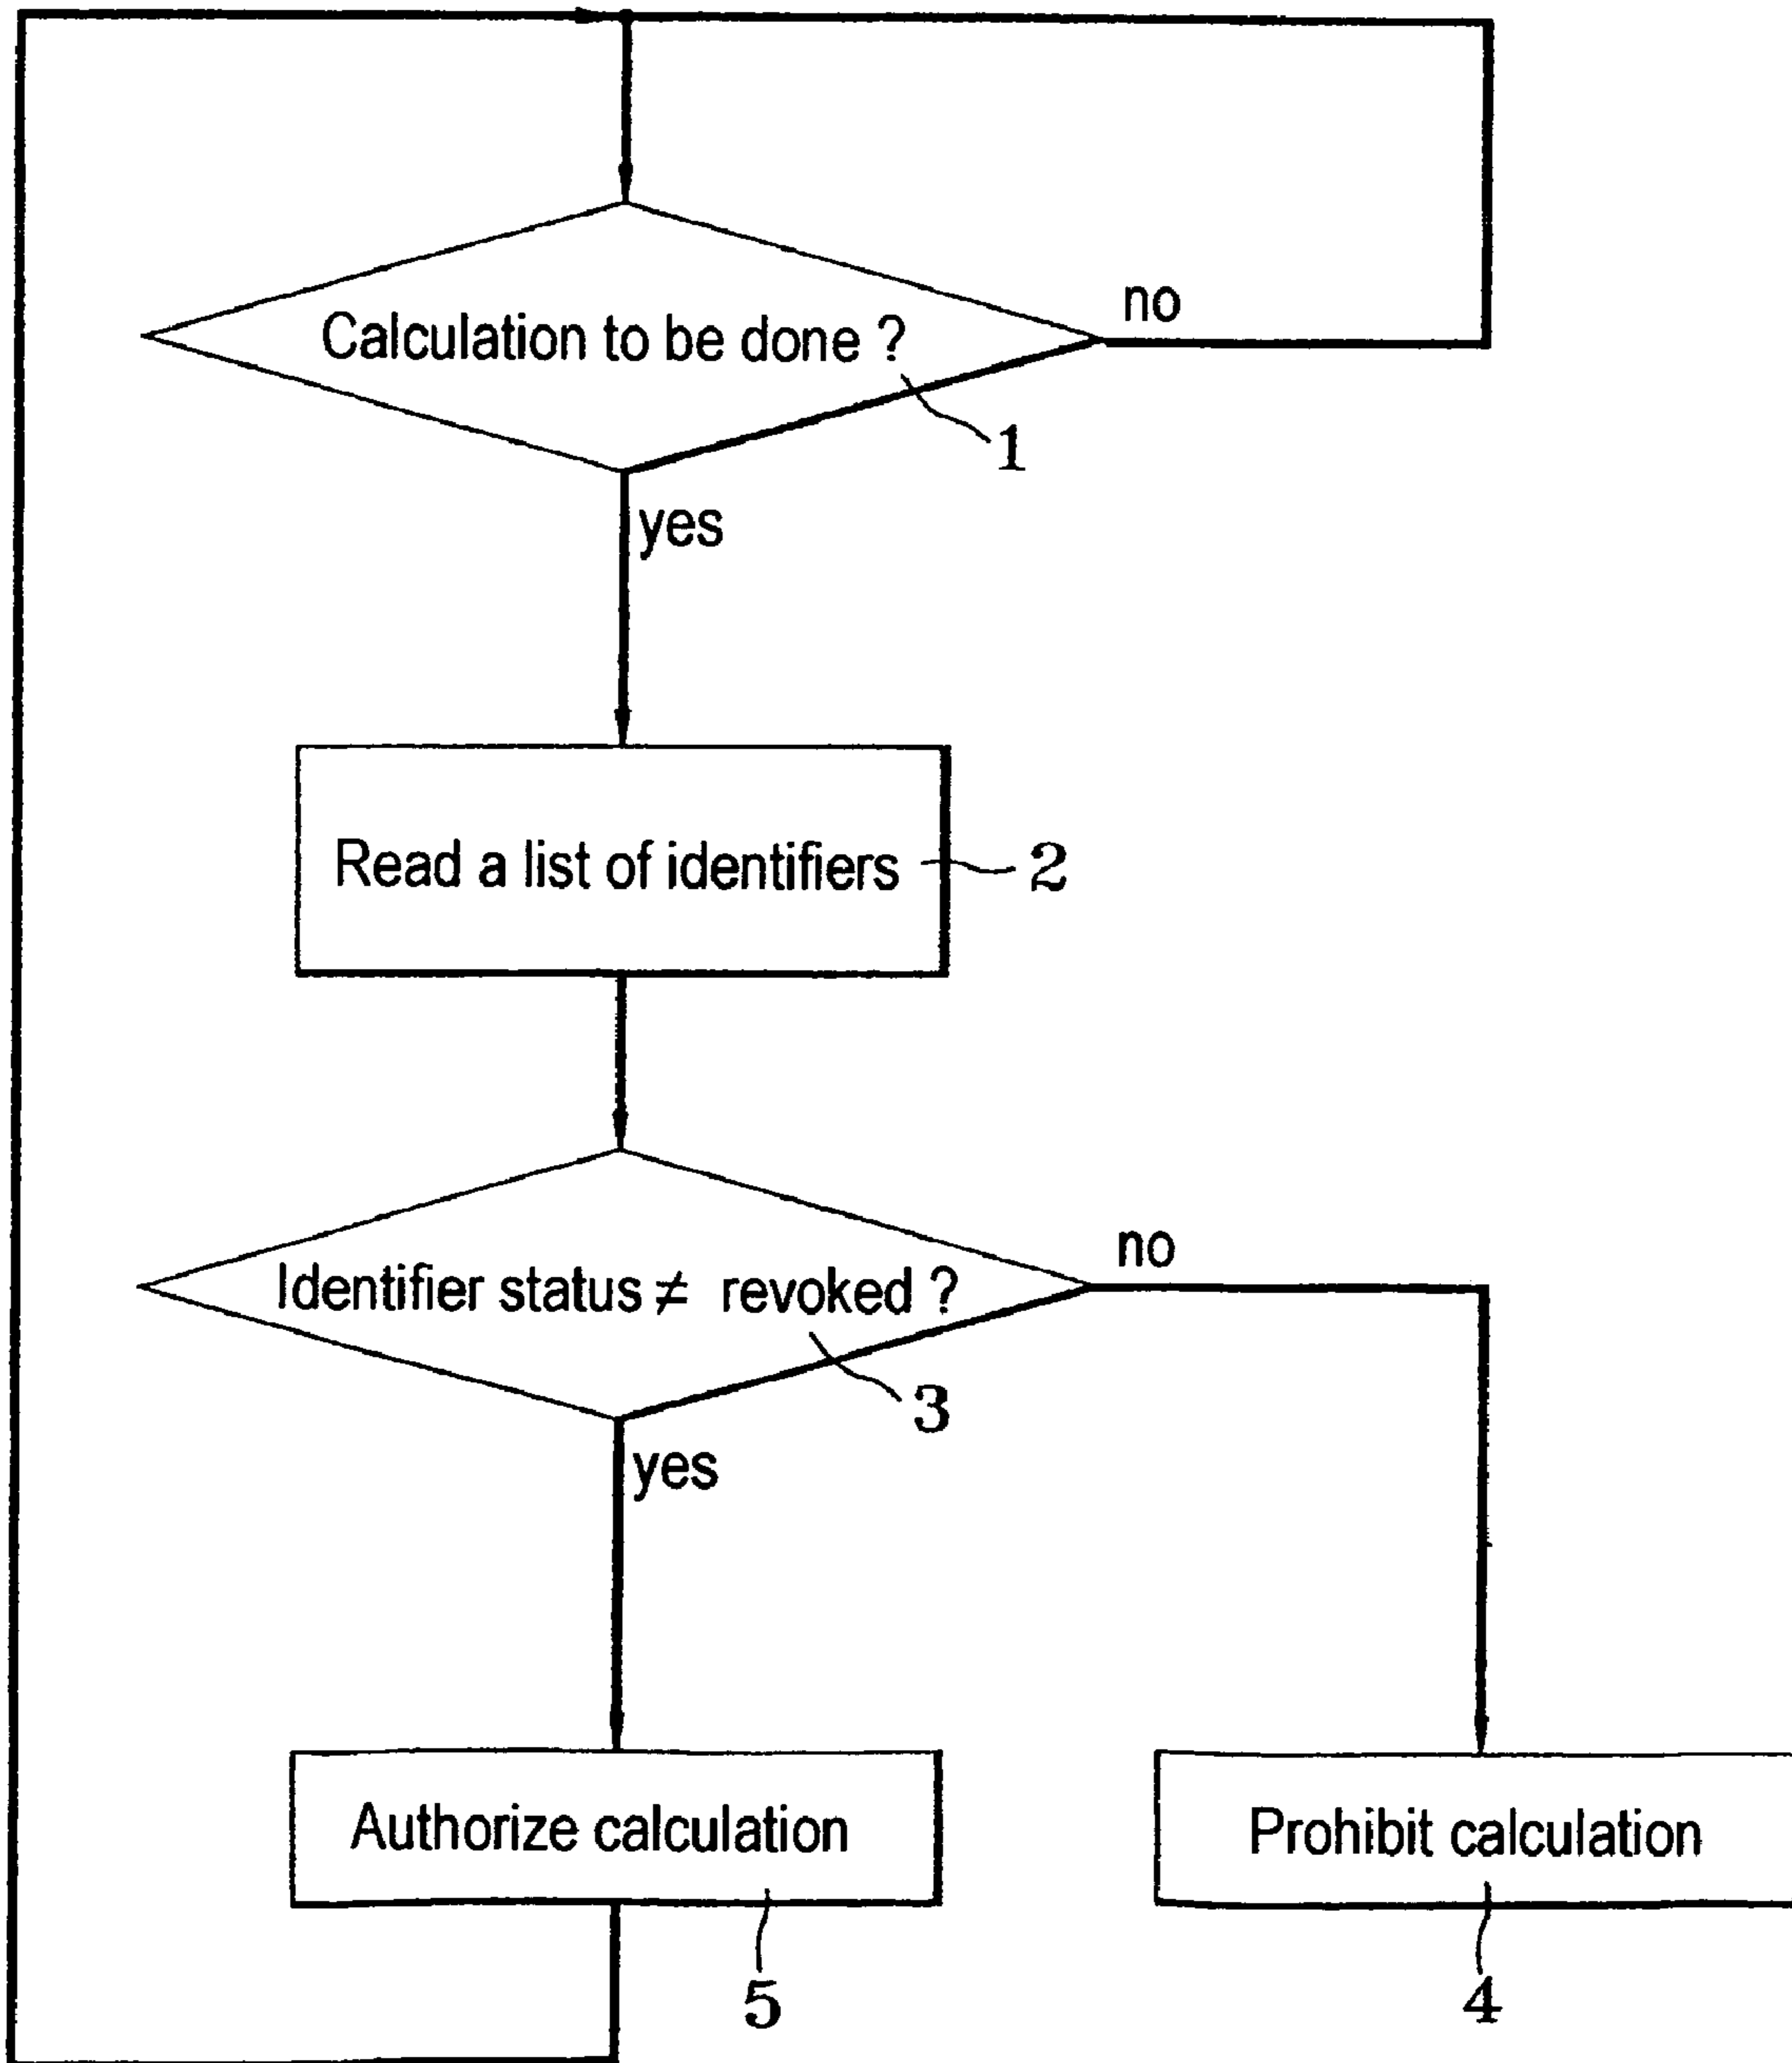 Calculation to be done ?
no
1
yes
Read a list of identifiers
2
Identifier status ≠ revoked ?
no
3
yes
Authorize calculation
Prohibit calculation
5
4